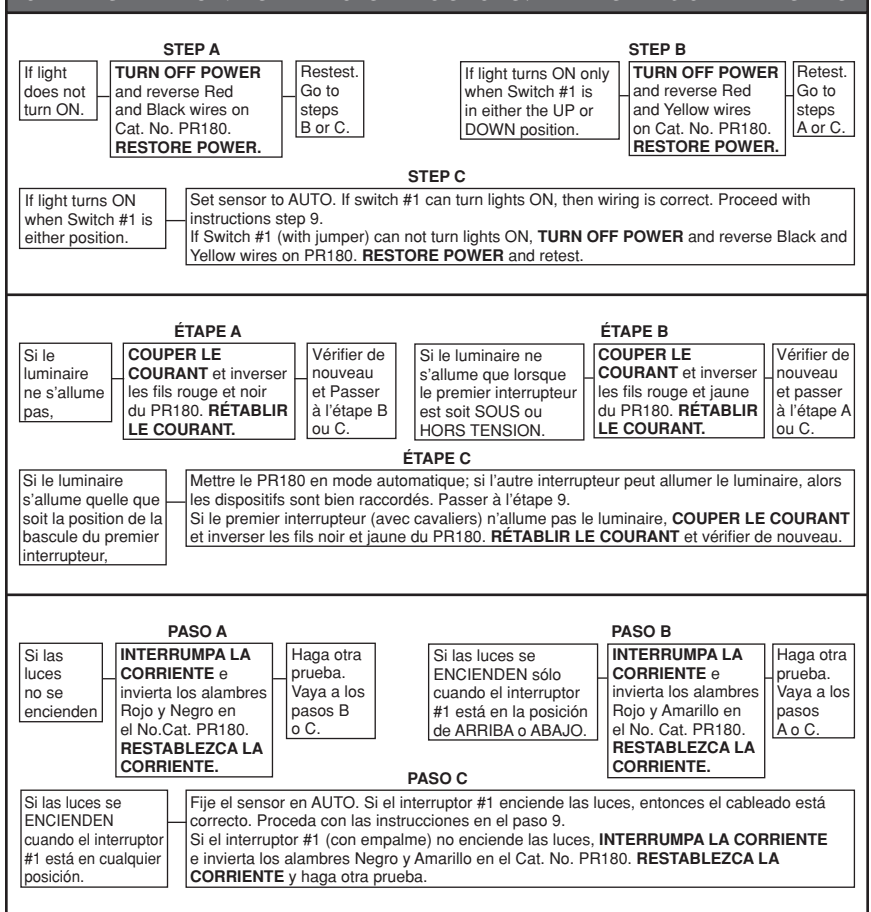 STEP A
If light
does not
turn ON.
TURN OFF POWER
and reverse Red
and Black wires on
Cat. No. PR180.
RESTORE POWER.
Restest.
Go to
steps
B or C.
STEP B
If light turns ON only
when Switch #1 is
in either the UP or
DOWN position.
TURN OFF POWER
and reverse Red
and Yellow wires
on Cat. No. PR180.
RESTORE POWER.
Retest.
Go to
steps
A or C.
STEP C
If light turns ON
when Switch #1 is
either position.
Set sensor to AUTO. If switch #1 can turn lights ON, then wiring is correct. Proceed with
instructions step 9.
If Switch #1 (with jumper) can not turn lights ON, TURN OFF POWER and reverse Black and
Yellow wires on PR180. RESTORE POWER and retest.
ÉTAPE A
Si le
luminaire
ne s'allume
pas,
COUPER LE
COURANT et inverser
les fils rouge et noir
du PR180. RÉTABLIR
LE COURANT.
Vérifier de
nouveau
et Passer
à l'étape B
ou C.
ÉTAPE B
Si le luminaire ne
s'allume que lorsque
le premier interrupteur
est soit SOUS ou
HORS TENSION.
COUPER LE
COURANT et inverser
les fils rouge et jaune
du PR180. RÉTABLIR
LE COURANT.
Vérifier de
nouveau
et passer
à l'étape A
ou C.
ÉTAPE C
Si le luminaire
s'allume quelle que
soit la position de la
bascule du premier
interrupteur,
Mettre le PR180 en mode automatique; si l'autre interrupteur peut allumer le luminaire, alors
les dispositifs sont bien raccordés. Passer à l'étape 9.
Si le premier interrupteur (avec cavaliers) n'allume pas le luminaire, COUPER LE COURANT
et inverser les fils noir et jaune du PR180. RÉTABLIR LE COURANT et vérifier de nouveau.
PASO A
Si las
luces
no se
encienden
INTERRUMPA LA
CORRIENTE e
invierta los alambres
Rojo y Negro en
el No.Cat. PR180.
RESTABLEZCA LA
CORRIENTE.
Haga otra
prueba.
Vaya a los
pasos B
o C.
PASO B
Si las luces se
ENCIENDEN sólo
cuando el interruptor
#1 está en la posición
de ARRIBA o ABAJO.
INTERRUMPA LA
CORRIENTE e
invierta los alambres
Rojo y Amarillo en
el No. Cat. PR180.
RESTABLEZCA LA
CORRIENTE.
Haga otra
prueba.
Vaya a los
pasos
A o C.
PASO C
Si las luces se
ENCIENDEN
cuando el interruptor
#1 está en cualquier
posición.
Fije el sensor en AUTO. Si el interruptor #1 enciende las luces, entonces el cableado está
correcto. Proceda con las instrucciones en el paso 9.
Si el interruptor #1 (con empalme) no enciende las luces, INTERRUMPA LA CORRIENTE
e invierta los alambres Negro y Amarillo en el Cat. No. PR180. RESTABLEZCA LA
CORRIENTE y haga otra prueba.